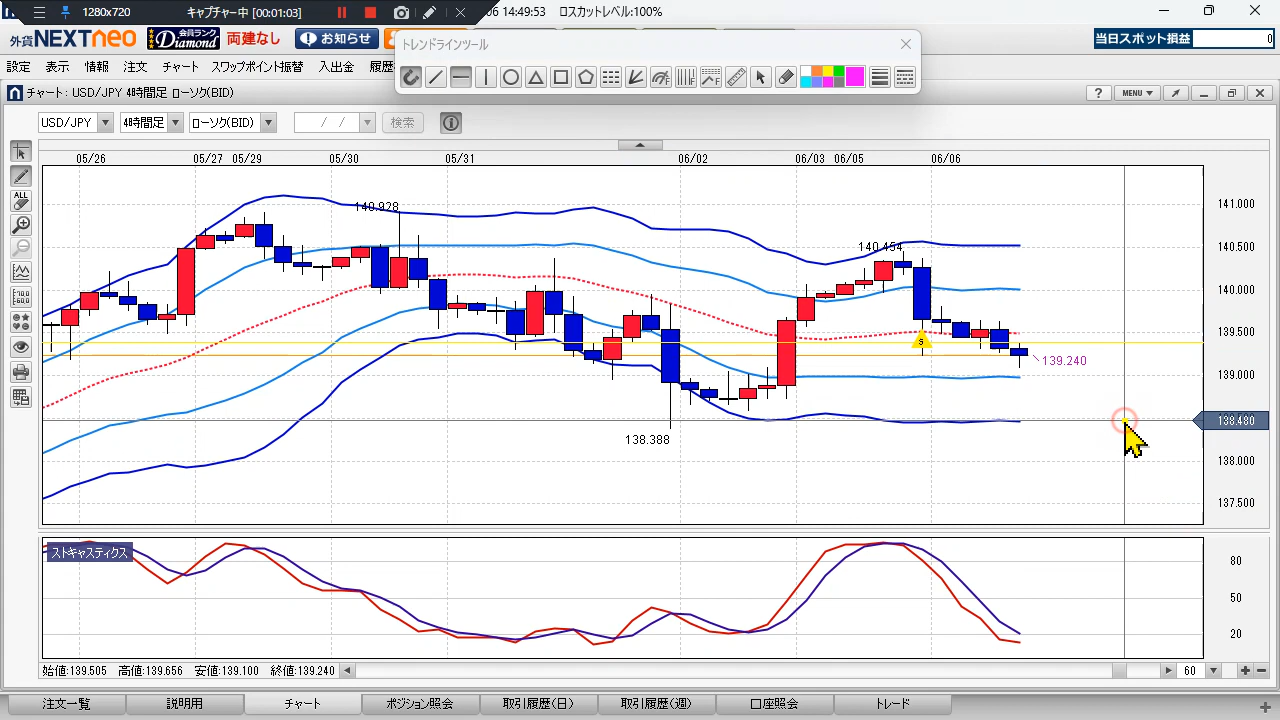 1280x720 キャプチャー中 [00:01:03] 06 14:49:53 ロスカットレベル:100%
外貨NEXTneo 会員ランク Diamond 両建なし お知らせ 当日スポット損益 0
設定 表示 情報 注文 チャート スワップポイント振替 入出金 履歴
トレンドラインツール
チャート : USD/JPY 4時間足 ローソク(BID) ? MENU
USD/JPY 4時間足 ローソク(BID) / / 検索
ALL
05/26 05/27 05/29 05/30 05/31 06/02 06/03 06/05 06/06
141.000
140.928
140.454
140.500
140.000
139.500
S
139.240
139.000
138.480
138.388
138.000
137.500
ストキャスティクス
80
50
20
始値:139.505 高値:139.656 安値:139.100 終値:139.240 60
注文一覧 説明用 チャート ポジション照会 取引履歴(日) 取引履歴(週) 口座照会 トレード